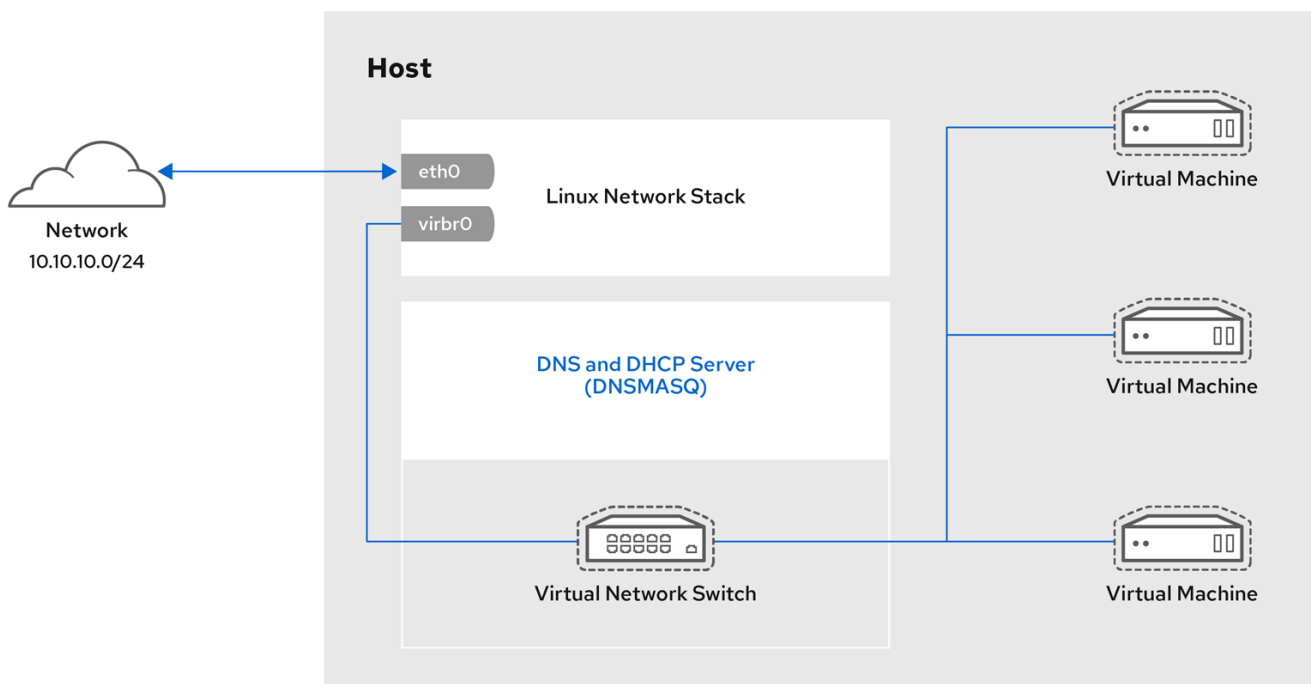 Host
eth0
Linux Network Stack
virbr0
Network
10.10.10.0/24
DNS and DHCP Server
(DNSMASQ)
Virtual Network Switch
Virtual Machine
Virtual Machine
Virtual Machine